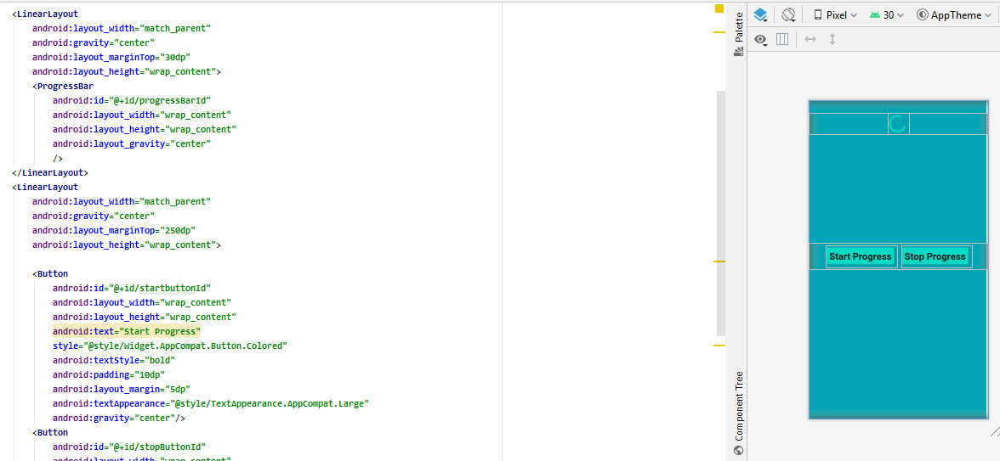 <LinearLayout
android:layout_width="match_parent"
android:gravity="center"
android:layout_marginTop="30dp"
android:layout_height="wrap_content">
<ProgressBar
android:id="@+id/progressBarId"
android:layout_width="wrap_content"
android:layout_height="wrap_content"
android:layout_gravity="center"
/>
</LinearLayout>
<LinearLayout
android:layout_width="match_parent"
android:gravity="center"
android:layout_marginTop="250dp"
android:layout_height="wrap_content">
<Button
android:id="@+id/startbuttonId"
android:layout_width="wrap_content"
android:layout_height="wrap_content"
android:text="Start Progress"
style="@style/Widget.AppCompat.Button.Colored"
android:textStyle="bold"
android:padding="10dp"
android:layout_margin="5dp"
android:textAppearance="@style/TextAppearance.AppCompat.Large"
android:gravity="center"/>
<Button
android:id="@+id/stopButtonId"
android:layout_width="wrap_content"
Palette
Component Tree
Pixel 30 AppTheme
Start Progress Stop Progress